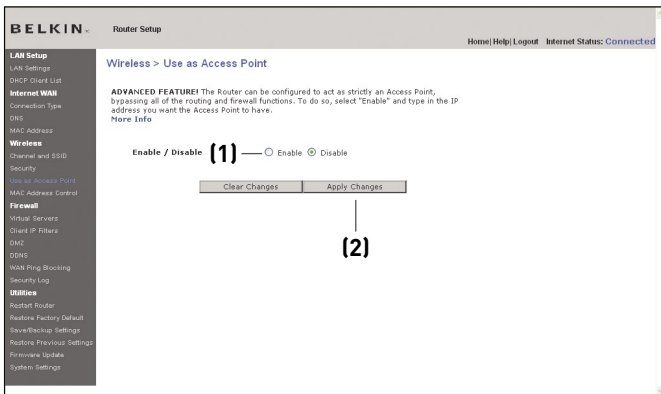 BELKIN
Router Setup
Home| Help| Logout Internet Status: Connected
LAN Setup
LAN Settings
DHCP Client List
Internet WAN
Connection Type
DNS
MAC Address
Wireless
Channel and SSID
Security
Use as Access Point
MAC Address Control
Firewall
Virtual Servers
Client IP Filters
DMZ
DDNS
WAN Ping Blocking
Security Log
Utilities
Restart Router
Restore Factory Default
Save/Backup Settings
Restore Previous Settings
Firmware Update
System Settings
Wireless > Use as Access Point
ADVANCED FEATURE! The Router can be configured to act as strictly an Access Point,
bypassing all of the routing and firewall functions. To do so, select "Enable" and type in the IP
address you want the Access Point to have.
More Info
Enable / Disable (1) Enable Disable
Clear Changes Apply Changes
(2)